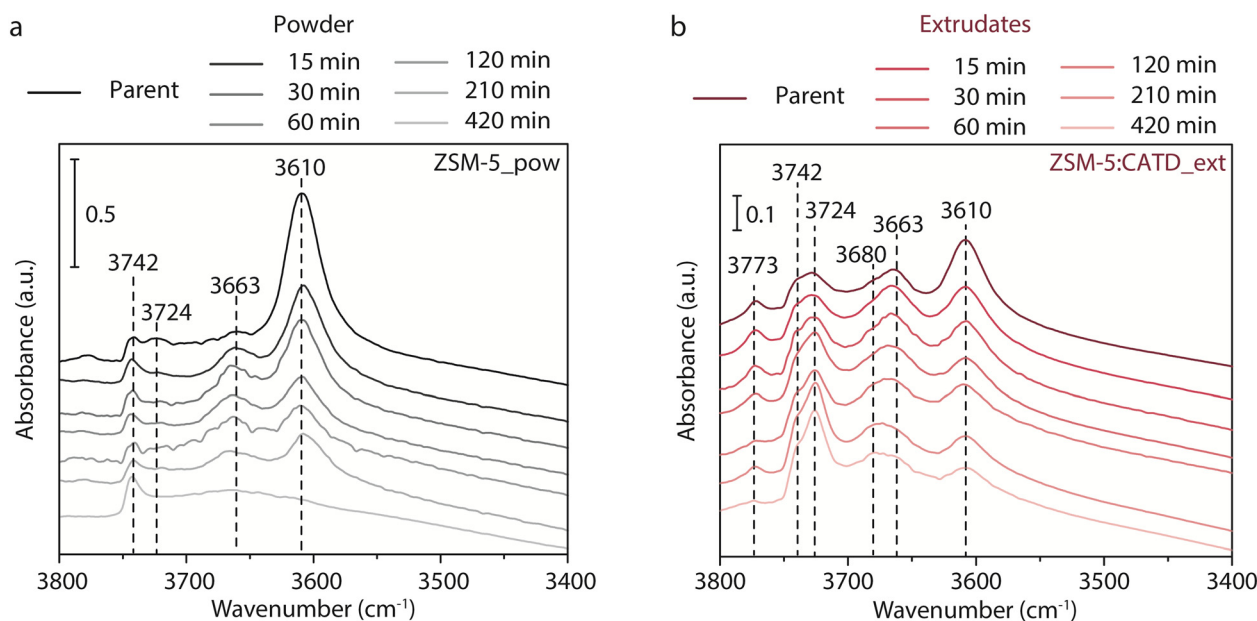 a
Powder
Parent
15 min
30 min
60 min
120 min
210 min
420 min
ZSM-5_pow
0.5
3742
3724
3663
3610
Absorbance (a.u.)
3800
3700
3600
3500
3400
Wavenumber (cm⁻¹)
b
Extrudates
Parent
15 min
30 min
60 min
120 min
210 min
420 min
ZSM-5:CATD_ext
0.1
3773
3742
3724
3680
3663
3610
Absorbance (a.u.)
3800
3700
3600
3500
3400
Wavenumber (cm⁻¹)